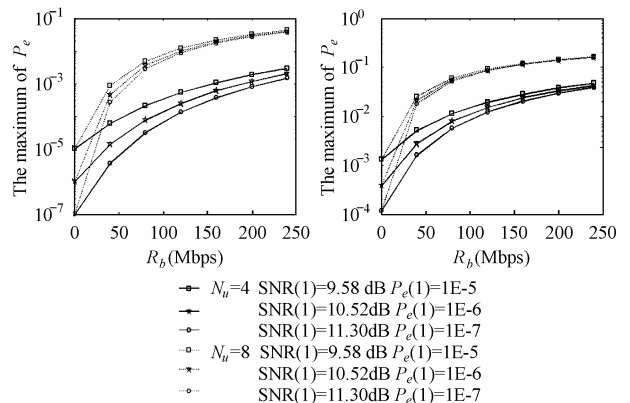 The maximum of P_e
10^-1
10^-3
10^-5
10^-7
0 50 100 150 200 250
R_b(Mbps)
The maximum of P_e
10^0
10^-1
10^-2
10^-3
10^-4
0 50 100 150 200 250
R_b(Mbps)
N_u=4 SNR(1)=9.58 dB P_e(1)=1E-5
SNR(1)=10.52dB P_e(1)=1E-6
SNR(1)=11.30dB P_e(1)=1E-7
N_u=8 SNR(1)=9.58 dB P_e(1)=1E-5
SNR(1)=10.52dB P_e(1)=1E-6
SNR(1)=11.30dB P_e(1)=1E-7